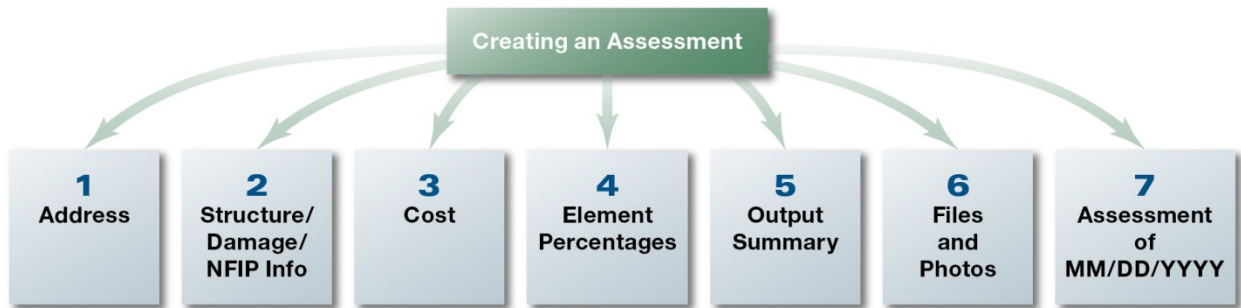 Creating an Assessment
1
Address
2
Structure/
Damage/
NFIP Info
3
Cost
4
Element
Percentages
5
Output
Summary
6
Files
and
Photos
7
Assessment
of
MM/DD/YYYY